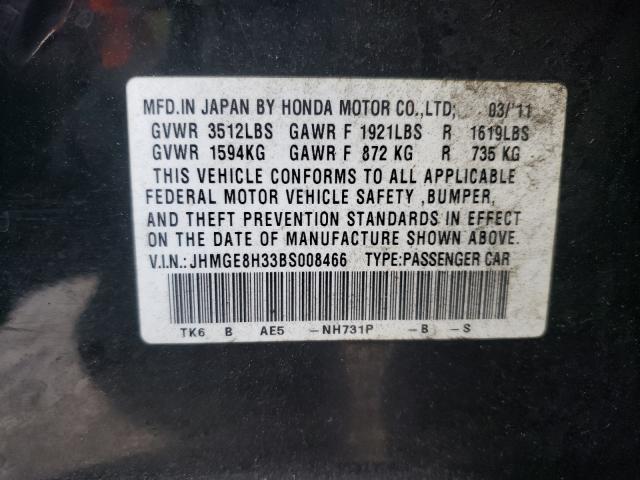 MFD.IN JAPAN BY HONDA MOTOR CO.,LTD; 03/'11
GVWR 3512LBS GAWR F 1921LBS R 1619LBS
GVWR 1594KG GAWR F 872 KG R 735 KG
THIS VEHICLE CONFORMS TO ALL APPLICABLE
FEDERAL MOTOR VEHICLE SAFETY ,BUMPER,
AND THEFT PREVENTION STANDARDS IN EFFECT
ON THE DATE OF MANUFACTURE SHOWN ABOVE.
V.I.N.: JHMGE8H33BS008466 TYPE:PASSENGER CAR
TK6 B AE5 -NH731P -B -S